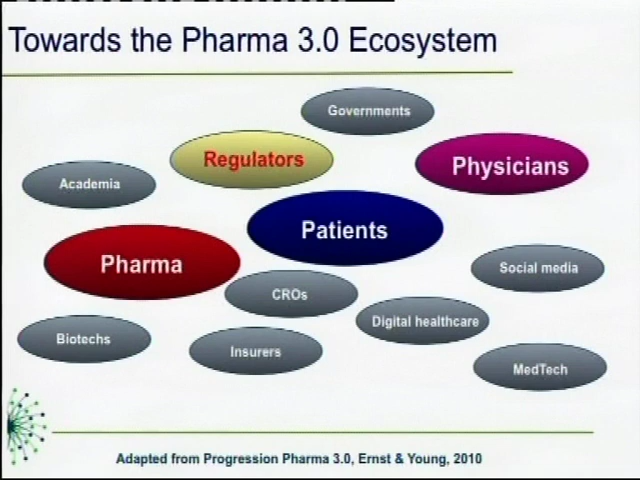 Towards the Pharma 3.0 Ecosystem
Governments
Regulators
Physicians
Academia
Patients
Pharma
Social media
CROs
Digital healthcare
Biotechs
Insurers
MedTech
Adapted from Progression Pharma 3.0, Ernst & Young, 2010